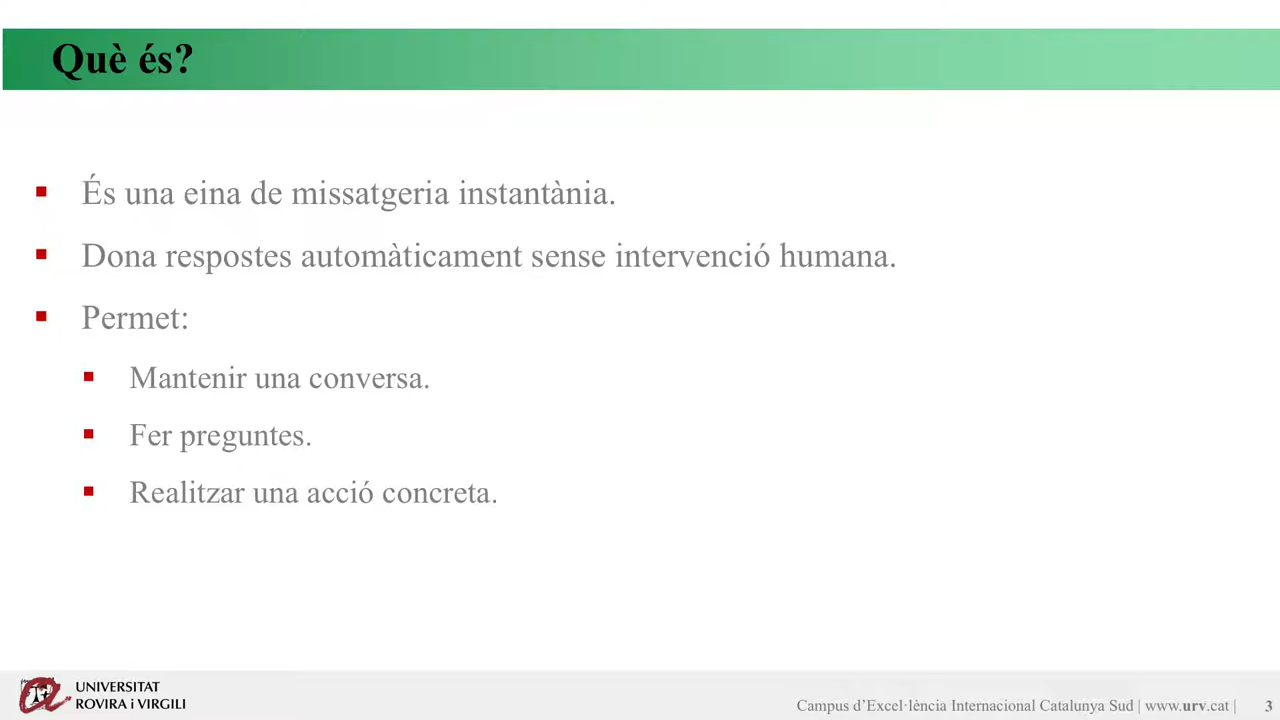 Què és?
És una eina de missatgeria instantània.
Dona respostes automàticament sense intervenció humana.
Permet:
Mantenir una conversa.
Fer preguntes.
Realitzar una acció concreta.
UNIVERSITAT
ROVIRA i VIRGILI
Campus d’Excel·lència Internacional Catalunya Sud | www.urv.cat | 3